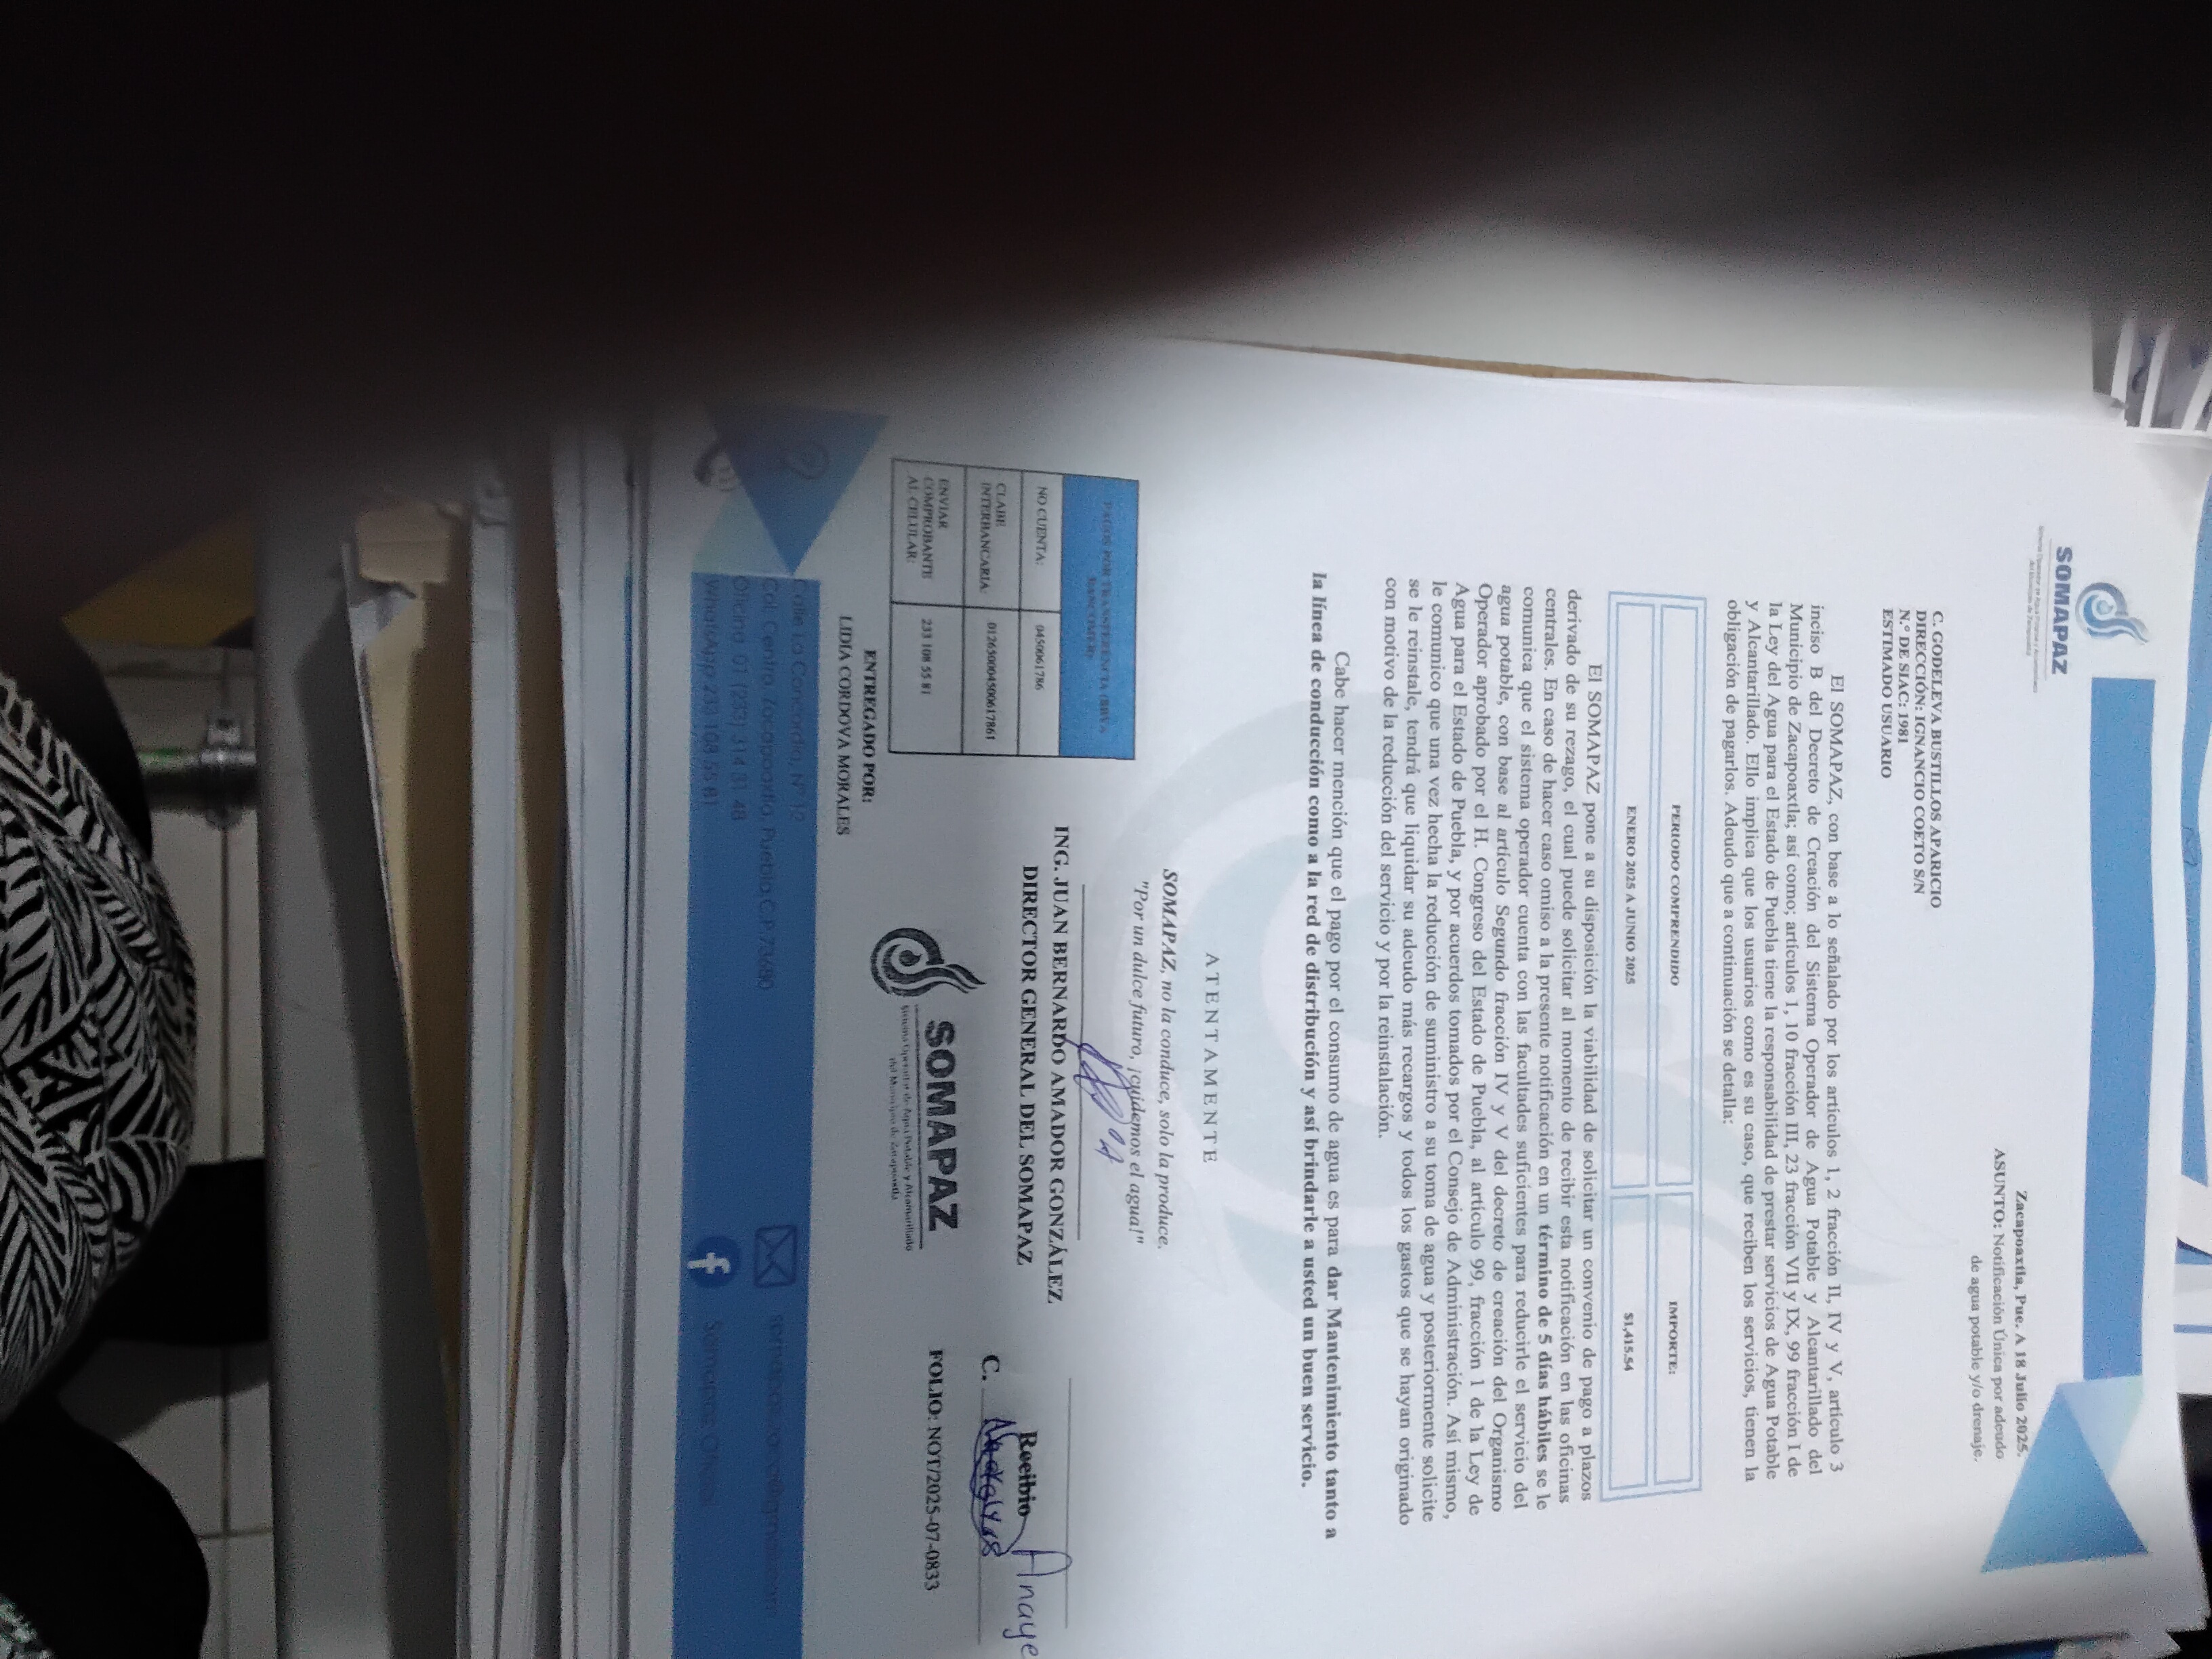 SOMAPAZ
Sistema Operador de Agua Potable y Alcantarillado
del Municipio de Zacapoaxtla
Zacapoaxtla, Pue. A 18 Julio 2025.
ASUNTO: Notificación Única por adeudo
de agua potable y/o drenaje.
C. GODELEVA BUSTILLOS APARICIO
DIRECCIÓN: IGNANCIO COETO S/N
N.º DE SIAC: 1981
ESTIMADO USUARIO
El SOMAPAZ, con base a lo señalado por los artículos 1, 2 fracción II, IV y V, artículo 3
inciso B del Decreto de Creación del Sistema Operador de Agua Potable y Alcantarillado del
Municipio de Zacapoaxtla; así como; artículos 1, 10 fracción III, 23 fracción VII y IX, 99 fracción I de
la Ley del Agua para el Estado de Puebla tiene la responsabilidad de prestar servicios de Agua Potable
y Alcantarillado. Ello implica que los usuarios como es su caso, que reciben los servicios, tienen la
obligación de pagarlos. Adeudo que a continuación se detalla:
PERIODO COMPRENDIDO IMPORTE:
ENERO 2025 A JUNIO 2025 $1,415.54
El SOMAPAZ pone a su disposición la viabilidad de solicitar un convenio de pago a plazos
derivado de su rezago, el cual puede solicitar al momento de recibir esta notificación en las oficinas
centrales. En caso de hacer caso omiso a la presente notificación en un término de 5 días hábiles se le
comunica que el sistema operador cuenta con las facultades suficientes para reducirle el servicio del
agua potable, con base al artículo Segundo fracción IV y V del decreto de creación del Organismo
Operador aprobado por el H. Congreso del Estado de Puebla, al artículo 99, fracción 1 de la Ley de
Agua para el Estado de Puebla, y por acuerdos tomados por el Consejo de Administración. Así mismo,
le comunico que una vez hecha la reducción de suministro a su toma de agua y posteriormente solicite
se le reinstale, tendrá que liquidar su adeudo más recargos y todos los gastos que se hayan originado
con motivo de la reducción del servicio y por la reinstalación.
Cabe hacer mención que el pago por el consumo de agua es para dar Mantenimiento tanto a
la línea de conducción como a la red de distribución y así brindarle a usted un buen servicio.
ATENTAMENTE
SOMAPAZ, no la conduce, solo la produce.
"Por un dulce futuro, ¡cuidemos el agua!"
ING. JUAN BERNARDO AMADOR GONZÁLEZ
DIRECTOR GENERAL DEL SOMAPAZ
PAGOS POR TRANSFERENCIA (BBVA
BANCOMER)
NO CUENTA: 0450061786
CLABE
INTERBANCARIA: 012650004500617861
ENVIAR
COMPROBANTE
AL CELULAR: 233 108 55 81
Recibio Anaye
C.
FOLIO: NOT/2025-07-0833
SOMAPAZ
Sistema Operador de Agua Potable y Alcantarillado
del Municipio de Zacapoaxtla
ENTREGADO POR:
LIDIA CORDOVA MORALES
Calle La Concordia, Nº 12
Col. Centro, Zacapoaxtla, Puebla,C.P.73680
Oficina: 01 (233) 314 31 48
WhatsApp 233 108 55 81
Somapaz